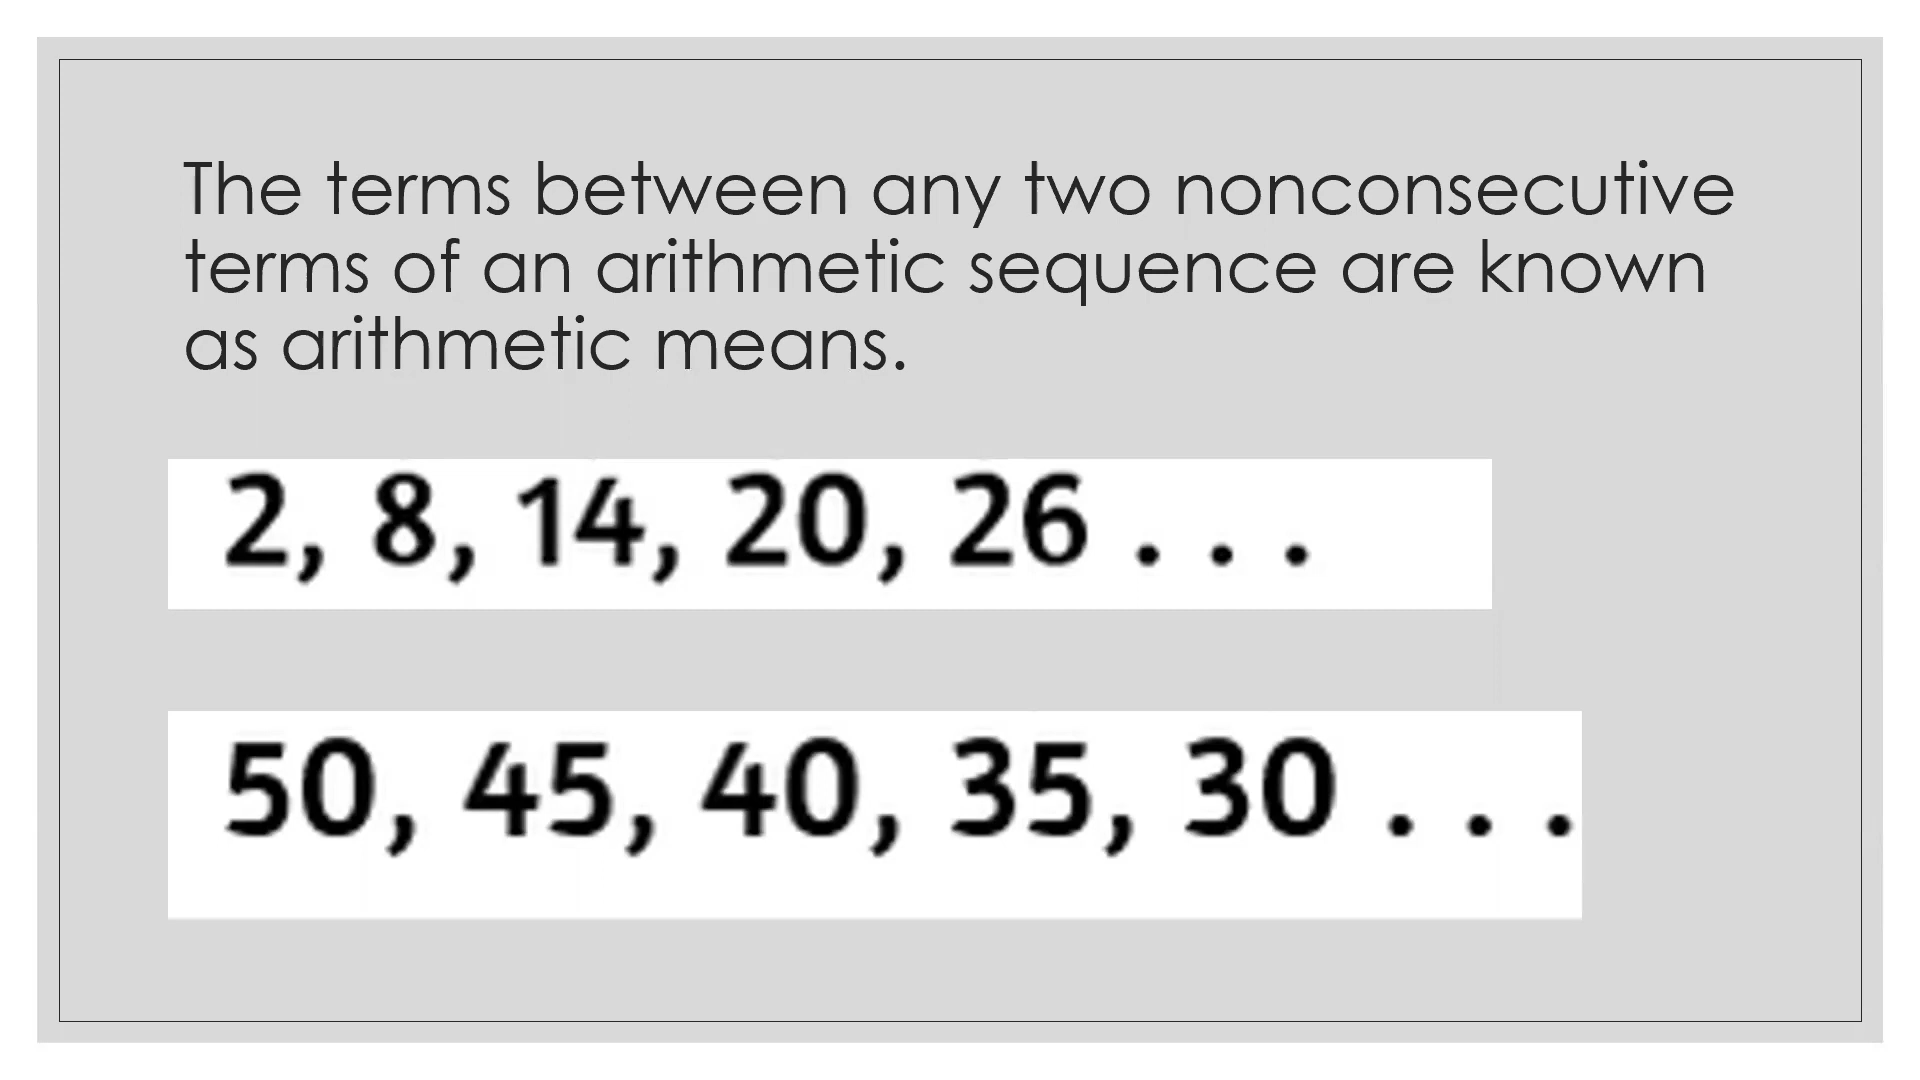 The terms between any two nonconsecutive
terms of an arithmetic sequence are known
as arithmetic means.
2, 8, 14, 20, 26 . . .
50, 45, 40, 35, 30 . . .